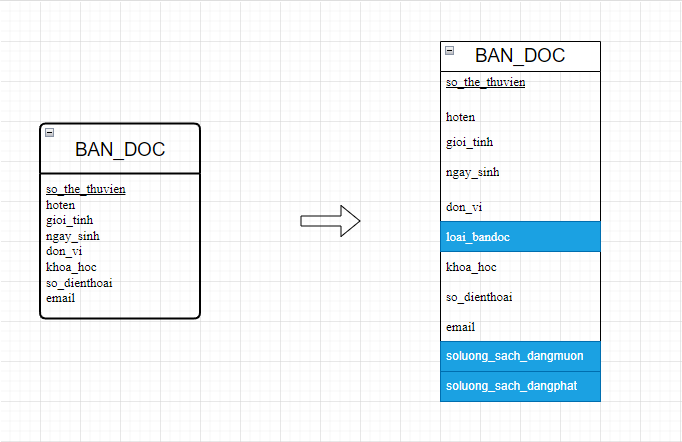 BAN_DOC
so_the_thuvien
hoten
gioi_tinh
ngay_sinh
don_vi
khoa_hoc
so_dienthoai
email
BAN_DOC
so_the_thuvien
hoten
gioi_tinh
ngay_sinh
don_vi
loai_bandoc
khoa_hoc
so_dienthoai
email
soluong_sach_dangmuon
soluong_sach_dangphat